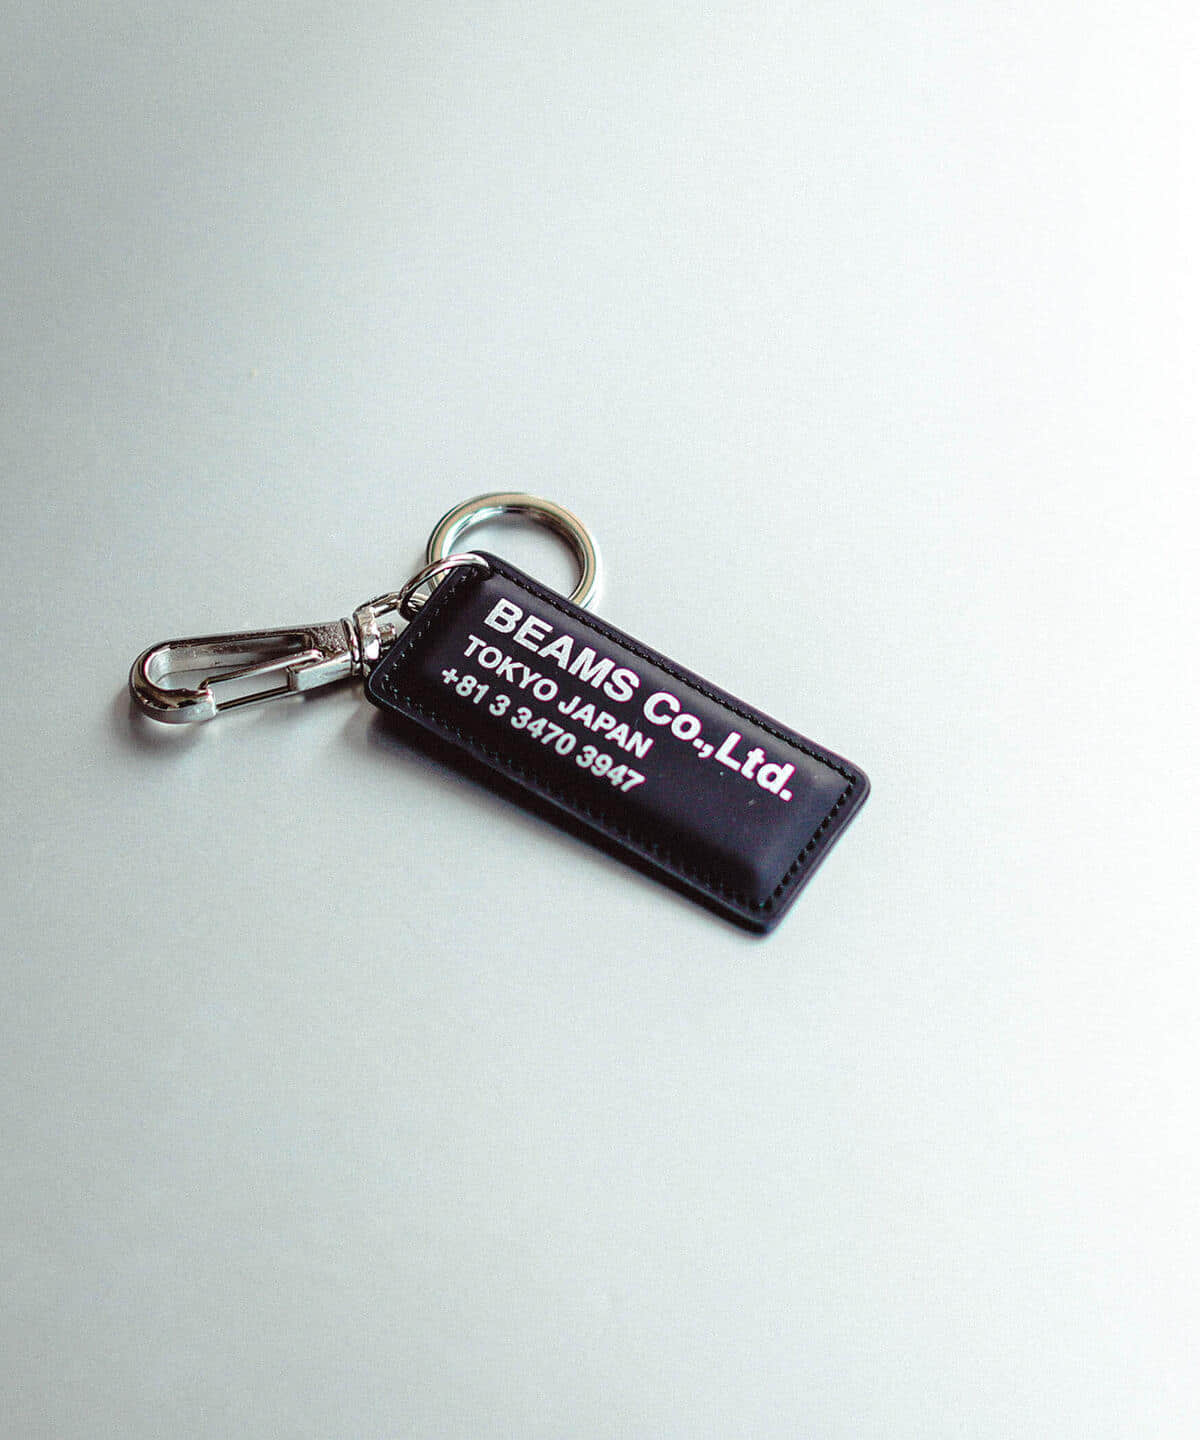 BEAMS Co.,Ltd.
TOKYO JAPAN
+81 3 3470 3947